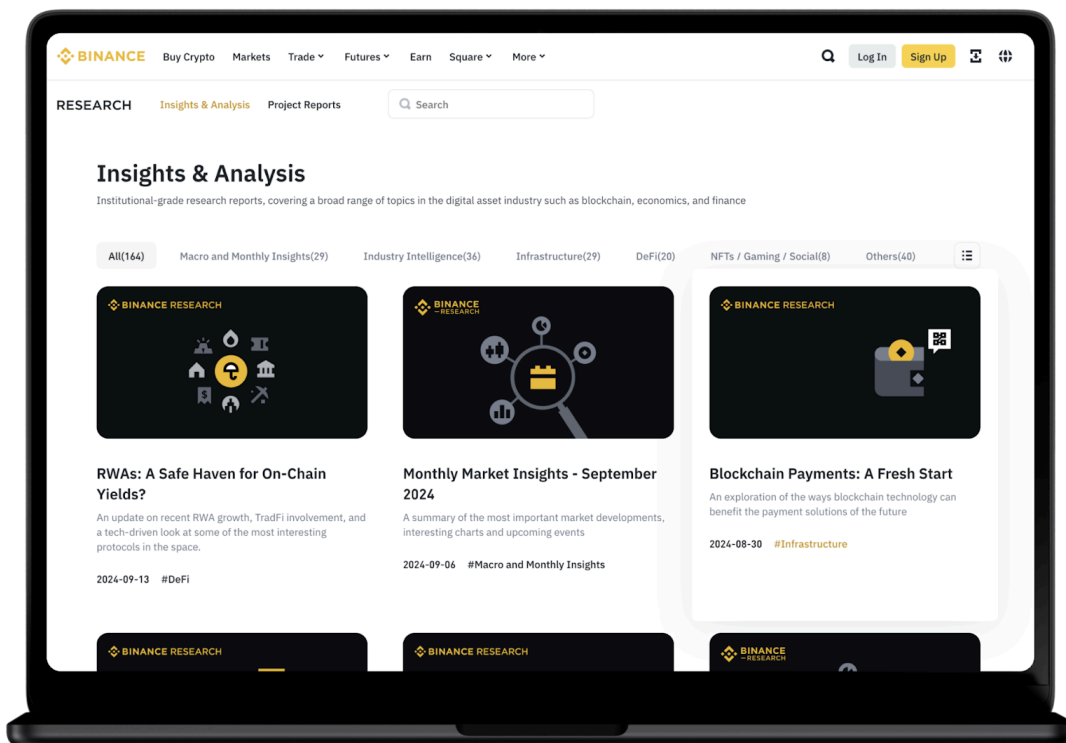 BINANCE Buy Crypto Markets Trade Futures Earn Square More Log In Sign Up
RESEARCH Insights & Analysis Project Reports Search
Insights & Analysis
Institutional-grade research reports, covering a broad range of topics in the digital asset industry such as blockchain, economics, and finance
All(164) Macro and Monthly Insights(29) Industry Intelligence(36) Infrastructure(29) DeFi(20) NFTs / Gaming / Social(8) Others(40)
BINANCE RESEARCH
$
RWAs: A Safe Haven for On-Chain
Yields?
An update on recent RWA growth, TradFi involvement, and
a tech-driven look at some of the most interesting
protocols in the space.
2024-09-13 #DeFi
BINANCE
RESEARCH
Monthly Market Insights - September
2024
A summary of the most important market developments,
interesting charts and upcoming events
2024-09-06 #Macro and Monthly Insights
BINANCE RESEARCH
Blockchain Payments: A Fresh Start
An exploration of the ways blockchain technology can
benefit the payment solutions of the future
2024-08-30 #Infrastructure
BINANCE RESEARCH
BINANCE RESEARCH
BINANCE
RESEARCH